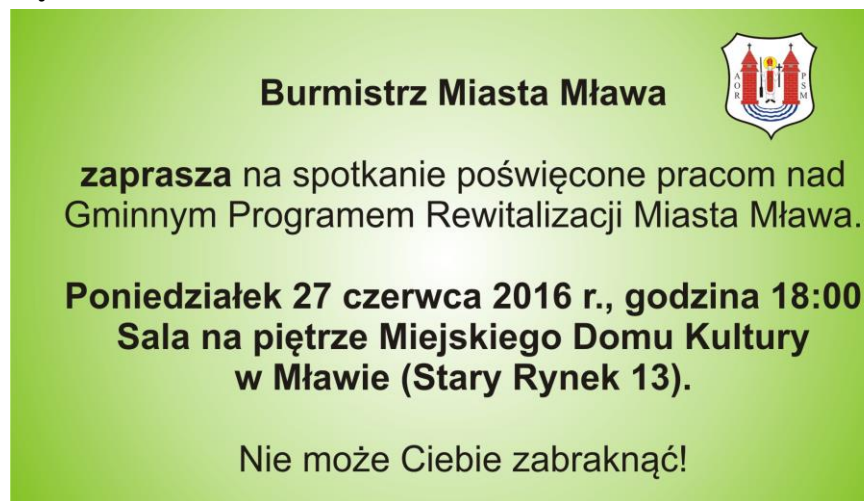 Burmistrz Miasta Mława
A O R
P S M
zaprasza na spotkanie poświęcone pracom nad
Gminnym Programem Rewitalizacji Miasta Mława.
Poniedziałek 27 czerwca 2016 r., godzina 18:00
Sala na piętrze Miejskiego Domu Kultury
w Mławie (Stary Rynek 13).
Nie może Ciebie zabraknąć!